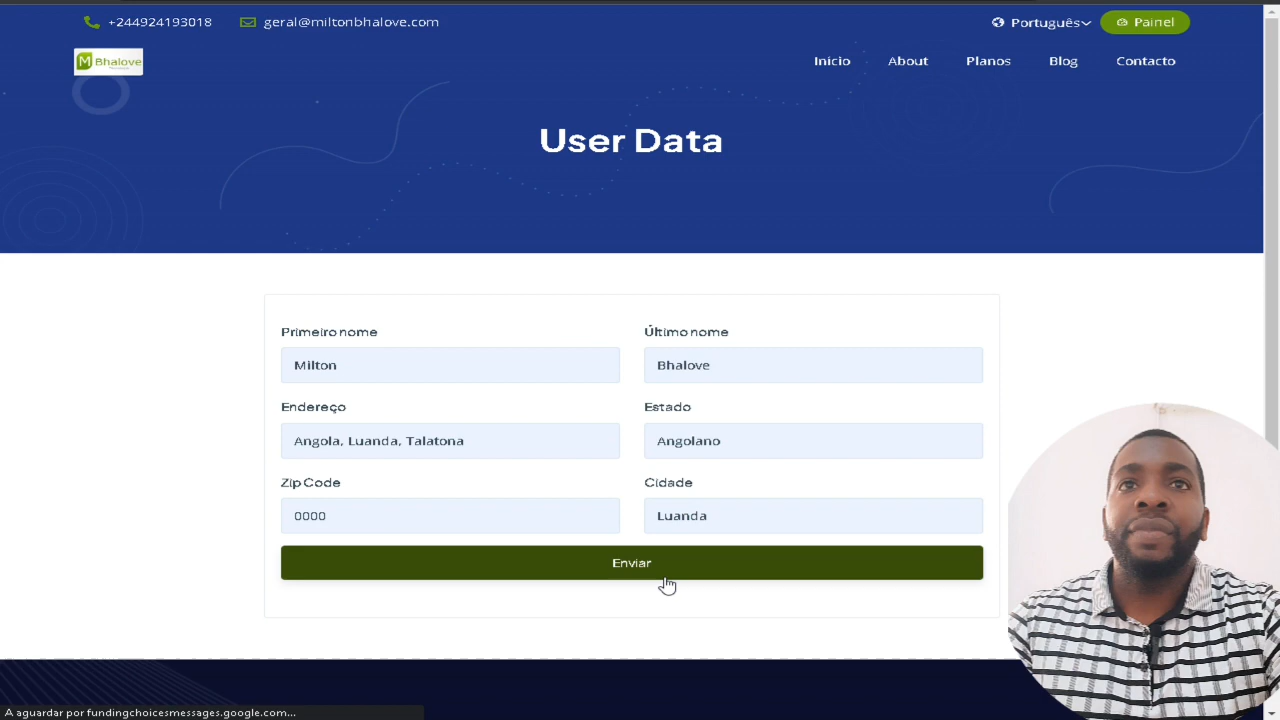 +244924193018 geral@miltonbhalove.com Português Painel
M Bhalove Inicio About Planos Blog Contacto
User Data
Primeiro nome Último nome
Milton Bhalove
Endereço Estado
Angola, Luanda, Talatona Angolano
Zip Code Cidade
0000 Luanda
Enviar
A aguardar por fundingchoicesmessages.google.com...